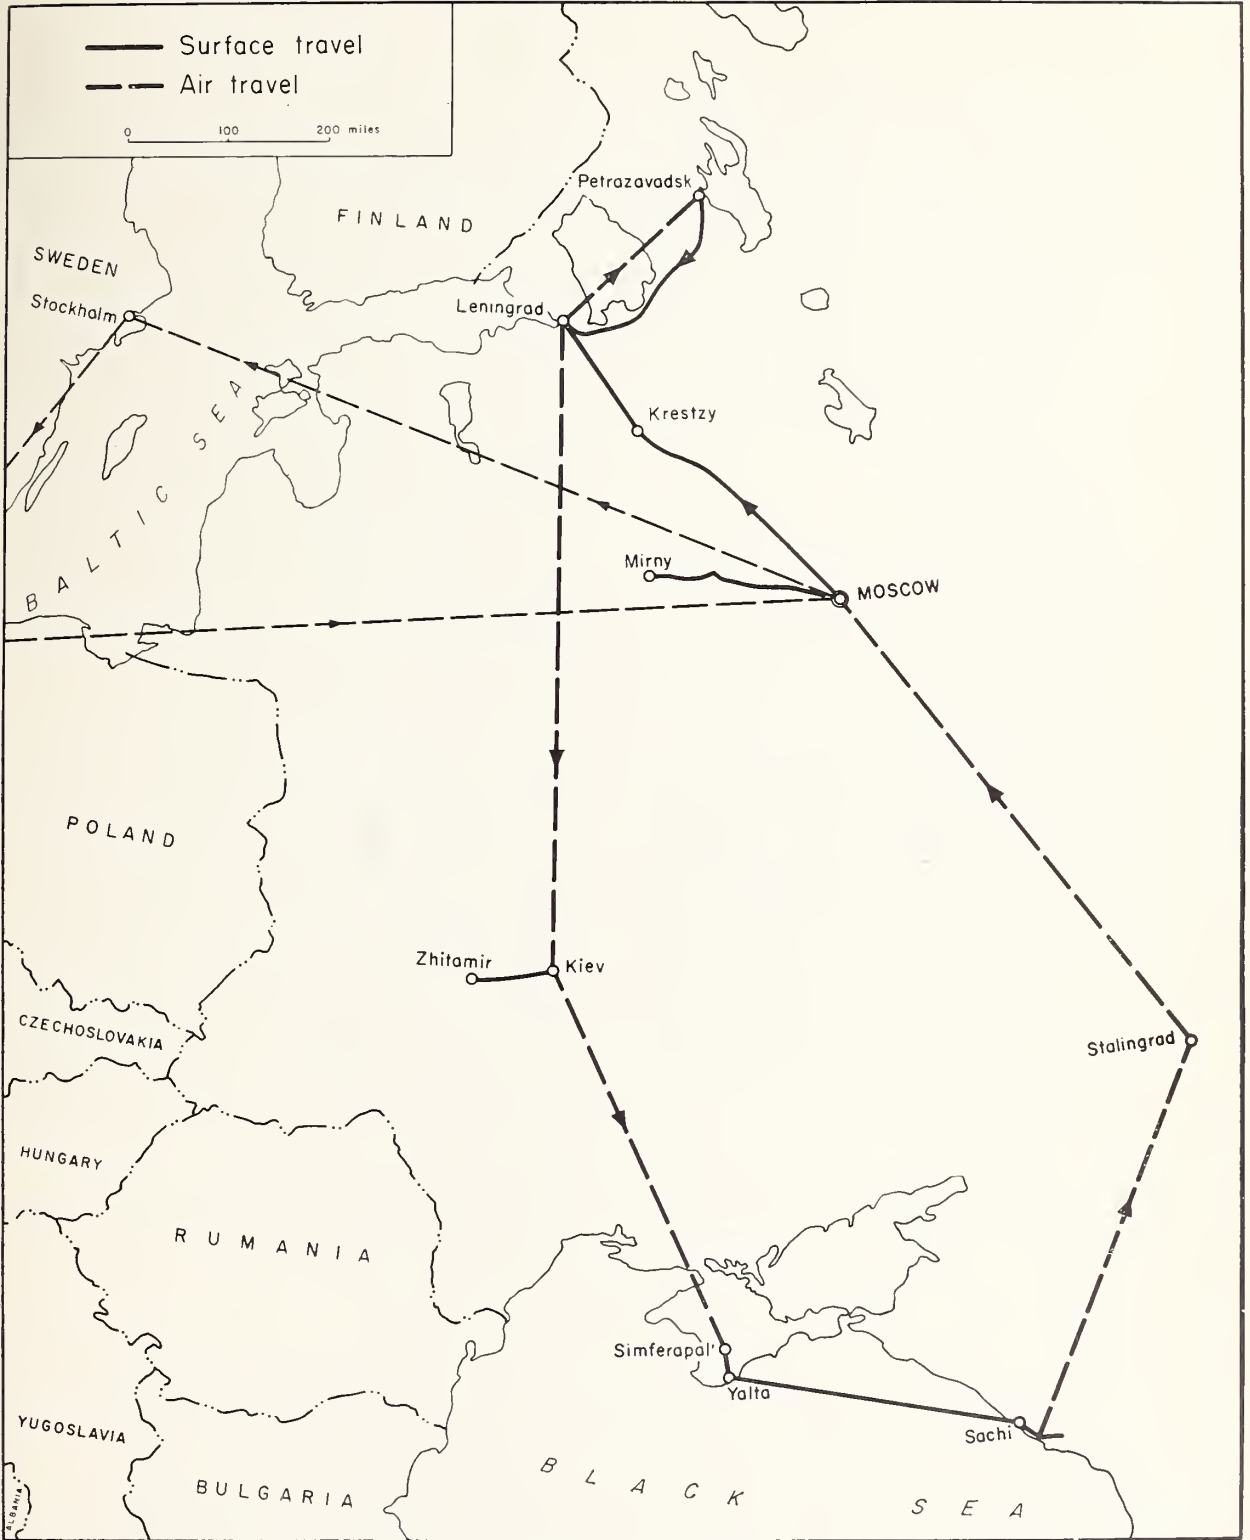 Surface travel
Air travel
0 100 200 miles
Petrazavadsk
FINLAND
SWEDEN
Stockholm
Leningrad
Krestzy
BALTIC SEA
Mirny
MOSCOW
POLAND
Zhitamir
Kiev
CZECHOSLOVAKIA
Stalingrad
HUNGARY
RUMANIA
Simferapal'
Yalta
Sachi
YUGOSLAVIA
BULGARIA
BLACK SEA
ALBANIA